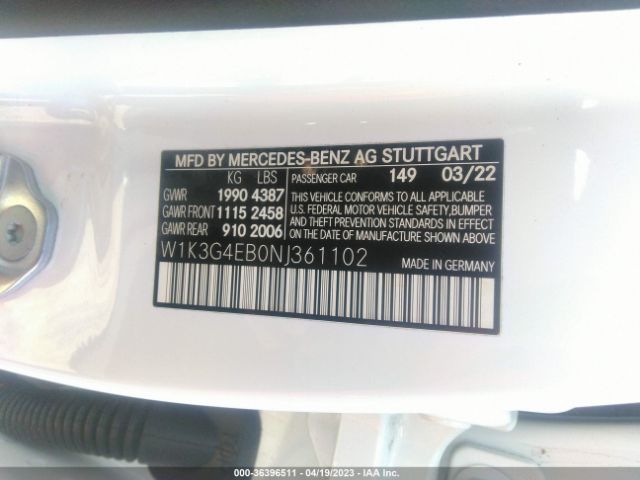 MFD BY MERCEDES-BENZ AG STUTTGART
KG LBS
GVWR 1990 4387
GAWR FRONT 1115 2458
GAWR REAR 910 2006
PASSENGER CAR 149 03/22
THIS VEHICLE CONFORMS TO ALL APPLICABLE
U.S. FEDERAL MOTOR VEHICLE SAFETY, BUMPER
AND THEFT PREVENTION STANDARDS IN EFFECT
ON THE DATE OF MANUFACTURE SHOWN ABOVE.
W1K3G4EB0NJ361102
MADE IN GERMANY
000-36396511 - 04/19/2023 - IAA Inc.